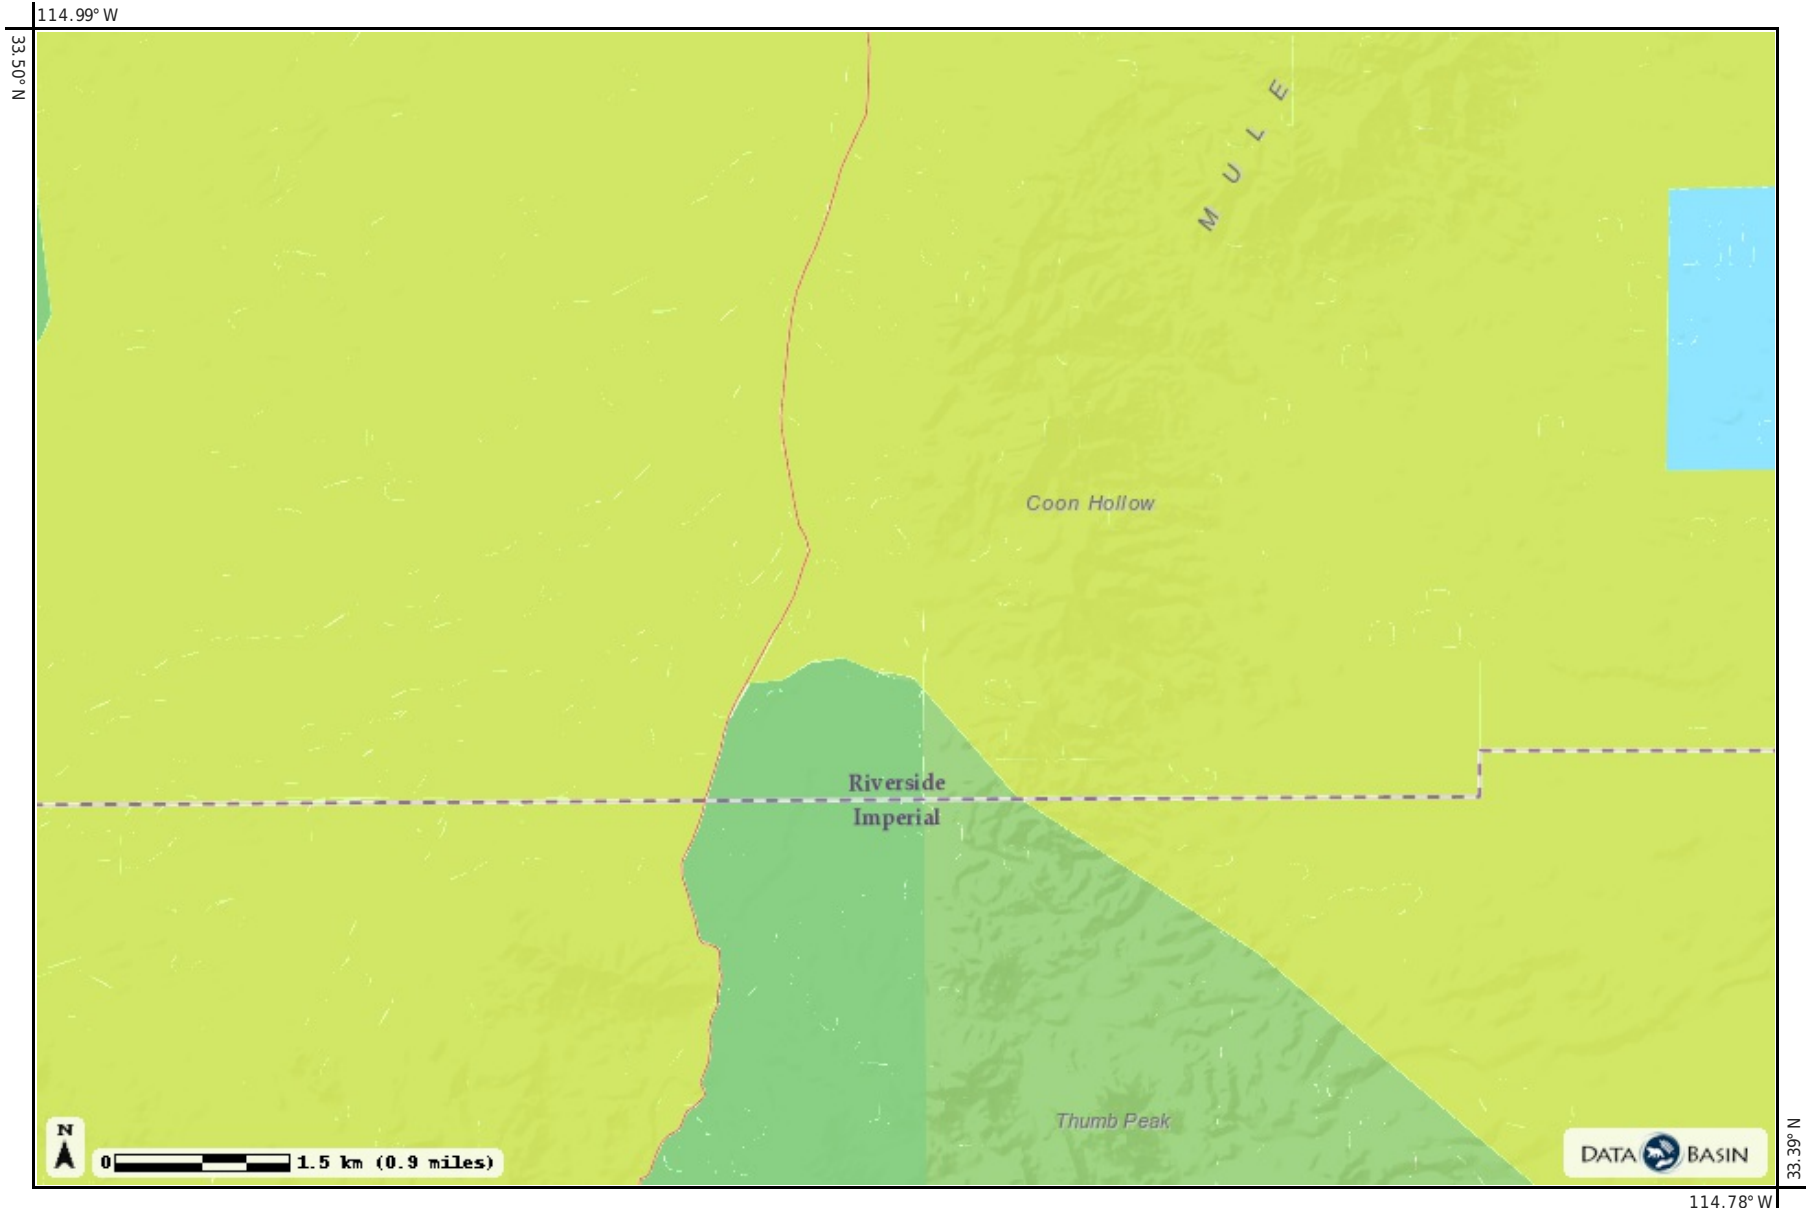 114.99° W
33.50° N
M U L E
Coon Hollow
Riverside
Imperial
Thumb Peak
N
0 1.5 km (0.9 miles)
DATA BASIN
33.39° N
114.78° W